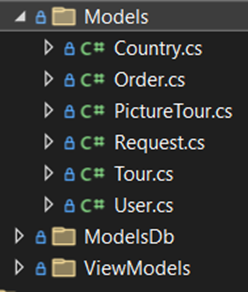 Models
C# Country.cs
C# Order.cs
C# PictureTour.cs
C# Request.cs
C# Tour.cs
C# User.cs
ModelsDb
ViewModels